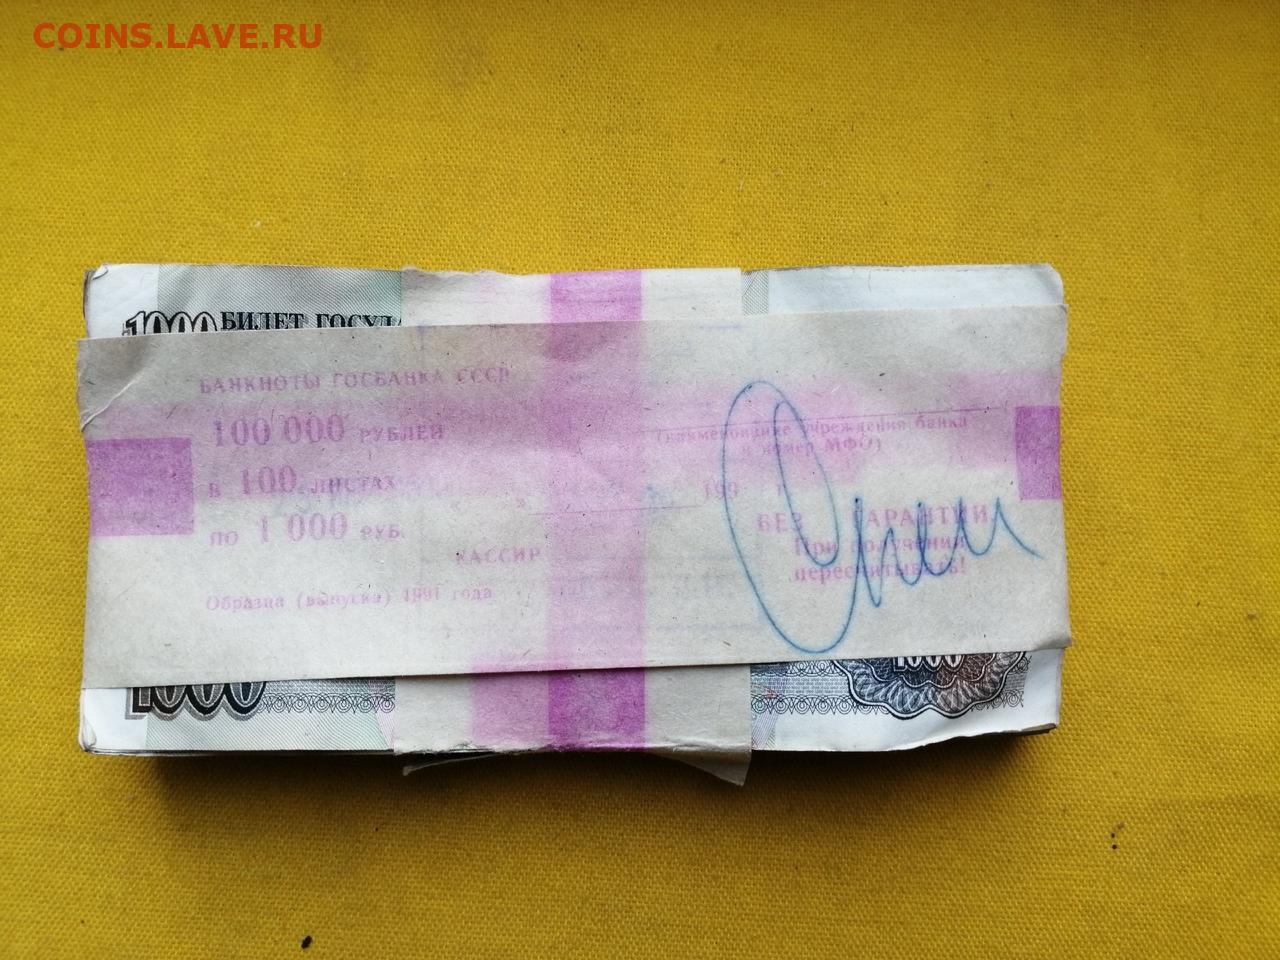 COINS.LAVE.RU
1000 БИЛЕТ ГОСУД
БАНКНОТЫ ГОСБАНКА СССР
100 000 РУБЛЕЙ
в 100 ЛИСТАХ
ПО 1 000 РУБ.
(наименование учреждения банка
и номер МФО)
« » 199 г.
КАССИР
БЕЗ ГАРАНТИИ.
При получении
пересчитывать!
Образца (выпуска) 1991 года
1000
1000